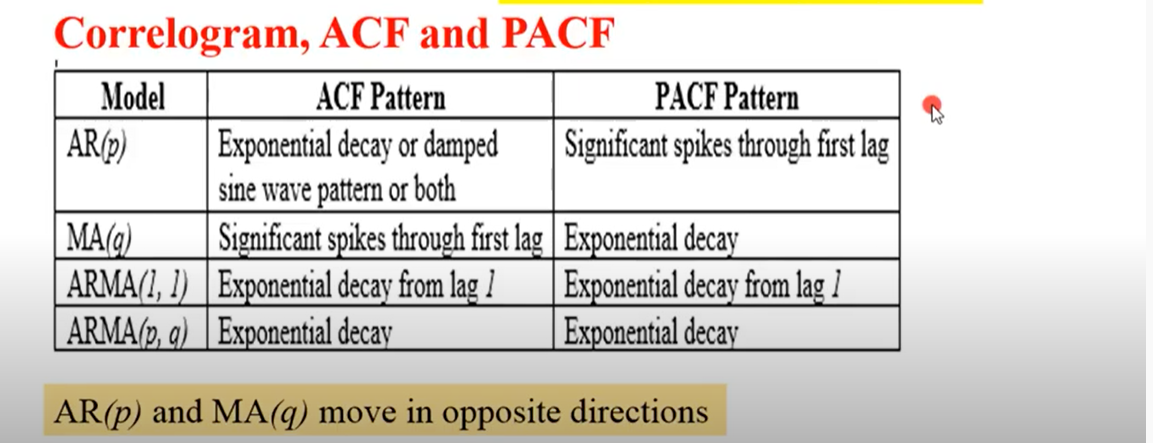 Correlogram, ACF and PACF
Model ACF Pattern PACF Pattern
AR(p) Exponential decay or damped Significant spikes through first lag
sine wave pattern or both
MA(q) Significant spikes through first lag Exponential decay
ARMA(1, 1) Exponential decay from lag 1 Exponential decay from lag 1
ARMA(p, q) Exponential decay Exponential decay
AR(p) and MA(q) move in opposite directions